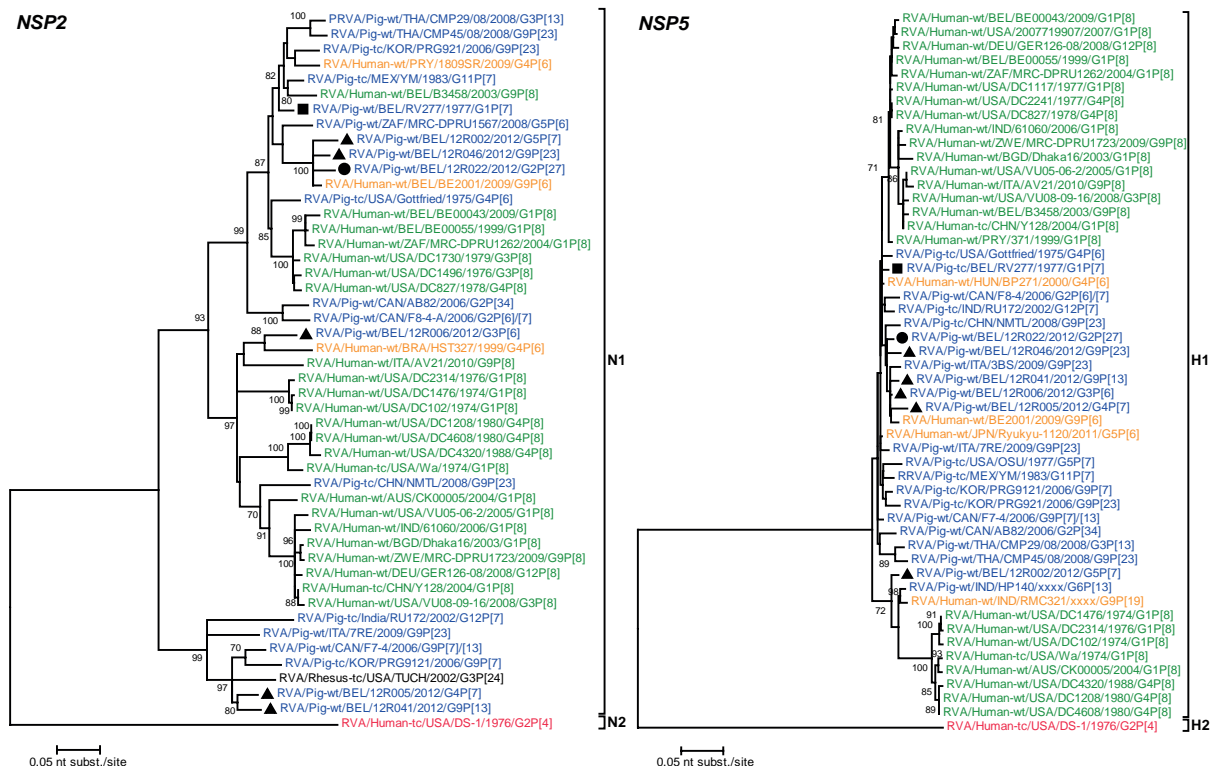 NSP2
PRVA/Pig-wt/THA/CMP29/08/2008/G3P[13]
100
RVA/Pig-wt/THA/CMP45/08/2008/G9P[23]
RVA/Pig-tc/KOR/PRG921/2006/G9P[23]
RVA/Human-wt/PRY/1809SR/2009/G4P[6]
82
RVA/Pig-tc/MEX/YM/1983/G11P[7]
RVA/Human-wt/BEL/B3458/2003/G9P[8]
80
RVA/Pig-wt/BEL/RV277/1977/G1P[7]
RVA/Pig-wt/ZAF/MRC-DPRU1567/2008/G5P[6]
RVA/Pig-wt/BEL/12R002/2012/G5P[7]
RVA/Pig-wt/BEL/12R046/2012/G9P[23]
87
100
RVA/Pig-wt/BEL/12R022/2012/G2P[27]
RVA/Human-wt/BEL/BE2001/2009/G9P[6]
RVA/Pig-tc/USA/Gottfried/1975/G4P[6]
99
RVA/Human-wt/BEL/BE00043/2009/G1P[8]
99
85
RVA/Human-wt/BEL/BE00055/1999/G1P[8]
RVA/Human-wt/ZAF/MRC-DPRU1262/2004/G1P[8]
RVA/Human-wt/USA/DC1730/1979/G3P[8]
100
RVA/Human-wt/USA/DC1496/1976/G3P[8]
RVA/Human-wt/USA/DC827/1978/G4P[8]
RVA/Pig-wt/CAN/AB82/2006/G2P[34]
100
RVA/Pig-wt/CAN/F8-4-A/2006/G2P[6]/[7]
93
88
RVA/Pig-wt/BEL/12R006/2012/G3P[6]
RVA/Human-wt/BRA/HST327/1999/G4P[6]
RVA/Human-wt/ITA/AV21/2010/G9P[8]
RVA/Human-wt/USA/DC2314/1976/G1P[8]
RVA/Human-wt/USA/DC1476/1974/G1P[8]
100
99
RVA/Human-wt/USA/DC102/1974/G1P[8]
97
RVA/Human-wt/USA/DC1208/1980/G4P[8]
100
RVA/Human-wt/USA/DC4608/1980/G4P[8]
100
RVA/Human-wt/USA/DC4320/1988/G4P[8]
RVA/Human-tc/USA/Wa/1974/G1P[8]
RVA/Pig-tc/CHN/NMTL/2008/G9P[23]
70
RVA/Human-wt/AUS/CK00005/2004/G1P[8]
RVA/Human-wt/USA/VU05-06-2/2005/G1P[8]
91
96
RVA/Human-wt/IND/61060/2006/G1P[8]
RVA/Human-wt/BGD/Dhaka16/2003/G1P[8]
100
RVA/Human-wt/ZWE/MRC-DPRU1723/2009/G9P[8]
RVA/Human-wt/DEU/GER126-08/2008/G12P[8]
RVA/Human-tc/CHN/Y128/2004/G1P[8]
88
RVA/Human-wt/USA/VU08-09-16/2008/G3P[8]
RVA/Pig-tc/India/RU172/2002/G12P[7]
RVA/Pig-wt/ITA/7RE/2009/G9P[23]
99
70
RVA/Pig-wt/CAN/F7-4/2006/G9P[7]/[13]
RVA/Pig-tc/KOR/PRG9121/2006/G9P[7]
RVA/Rhesus-tc/USA/TUCH/2002/G3P[24]
97
RVA/Pig-wt/BEL/12R005/2012/G4P[7]
80
RVA/Pig-wt/BEL/12R041/2012/G9P[13]
RVA/Human-tc/USA/DS-1/1976/G2P[4]
N1
N2
0.05 nt subst./site
NSP5
RVA/Human-wt/BEL/BE00043/2009/G1P[8]
RVA/Human-wt/USA/2007719907/2007/G1P[8]
RVA/Human-wt/DEU/GER126-08/2008/G12P[8]
RVA/Human-wt/BEL/BE00055/1999/G1P[8]
RVA/Human-wt/ZAF/MRC-DPRU1262/2004/G1P[8]
RVA/Human-wt/USA/DC1117/1977/G1P[8]
RVA/Human-wt/USA/DC2241/1977/G4P[8]
RVA/Human-wt/USA/DC827/1978/G4P[8]
81
RVA/Human-wt/IND/61060/2006/G1P[8]
RVA/Human-wt/ZWE/MRC-DPRU1723/2009/G9P[8]
RVA/Human-wt/BGD/Dhaka16/2003/G1P[8]
71
86
RVA/Human-wt/USA/VU05-06-2/2005/G1P[8]
RVA/Human-wt/ITA/AV21/2010/G9P[8]
RVA/Human-wt/USA/VU08-09-16/2008/G3P[8]
RVA/Human-wt/BEL/B3458/2003/G9P[8]
RVA/Human-tc/CHN/Y128/2004/G1P[8]
RVA/Human-wt/PRY/371/1999/G1P[8]
RVA/Pig-tc/USA/Gottfried/1975/G4P[6]
RVA/Pig-tc/BEL/RV277/1977/G1P[7]
RVA/Human-wt/HUN/BP271/2000/G4P[6]
RVA/Pig-wt/CAN/F8-4/2006/G2P[6]/[7]
RVA/Pig-tc/IND/RU172/2002/G12P[7]
RVA/Pig-tc/CHN/NMTL/2008/G9P[23]
RVA/Pig-wt/BEL/12R022/2012/G2P[27]
RVA/Pig-wt/BEL/12R046/2012/G9P[23]
RVA/Pig-wt/ITA/3BS/2009/G9P[23]
RVA/Pig-wt/BEL/12R041/2012/G9P[13]
RVA/Pig-wt/BEL/12R006/2012/G3P[6]
RVA/Pig-wt/BEL/12R005/2012/G4P[7]
RVA/Human-wt/BE2001/2009/G9P[6]
RVA/Human-wt/JPN/Ryukyu-1120/2011/G5P[6]
RVA/Pig-wt/ITA/7RE/2009/G9P[23]
RVA/Pig-tc/USA/OSU/1977/G5P[7]
RRVA/Pig-tc/MEX/YM/1983/G11P[7]
RVA/Pig-tc/KOR/PRG9121/2006/G9P[7]
RVA/Pig-tc/KOR/PRG921/2006/G9P[23]
RVA/Pig-wt/CAN/F7-4/2006/G9P[7]/[13]
RVA/Pig-wt/CAN/AB82/2006/G2P[34]
RVA/Pig-wt/THA/CMP29/08/2008/G3P[13]
89
RVA/Pig-wt/THA/CMP45/08/2008/G9P[23]
RVA/Pig-wt/BEL/12R002/2012/G5P[7]
98
RVA/Pig-wt/IND/HP140/xxxx/G6P[13]
RVA/Human-wt/IND/RMC321/xxxx/G9P[19]
72
91
RVA/Human-wt/USA/DC1476/1974/G1P[8]
100
RVA/Human-wt/USA/DC2314/1976/G1P[8]
RVA/Human-wt/USA/DC102/1974/G1P[8]
93
RVA/Human-tc/USA/Wa/1974/G1P[8]
100
RVA/Human-wt/AUS/CK00005/2004/G1P[8]
85
RVA/Human-wt/USA/DC4320/1988/G4P[8]
RVA/Human-wt/USA/DC1208/1980/G4P[8]
89
RVA/Human-wt/USA/DC4608/1980/G4P[8]
RVA/Human-tc/USA/DS-1/1976/G2P[4]
H1
H2
0.05 nt subst./site